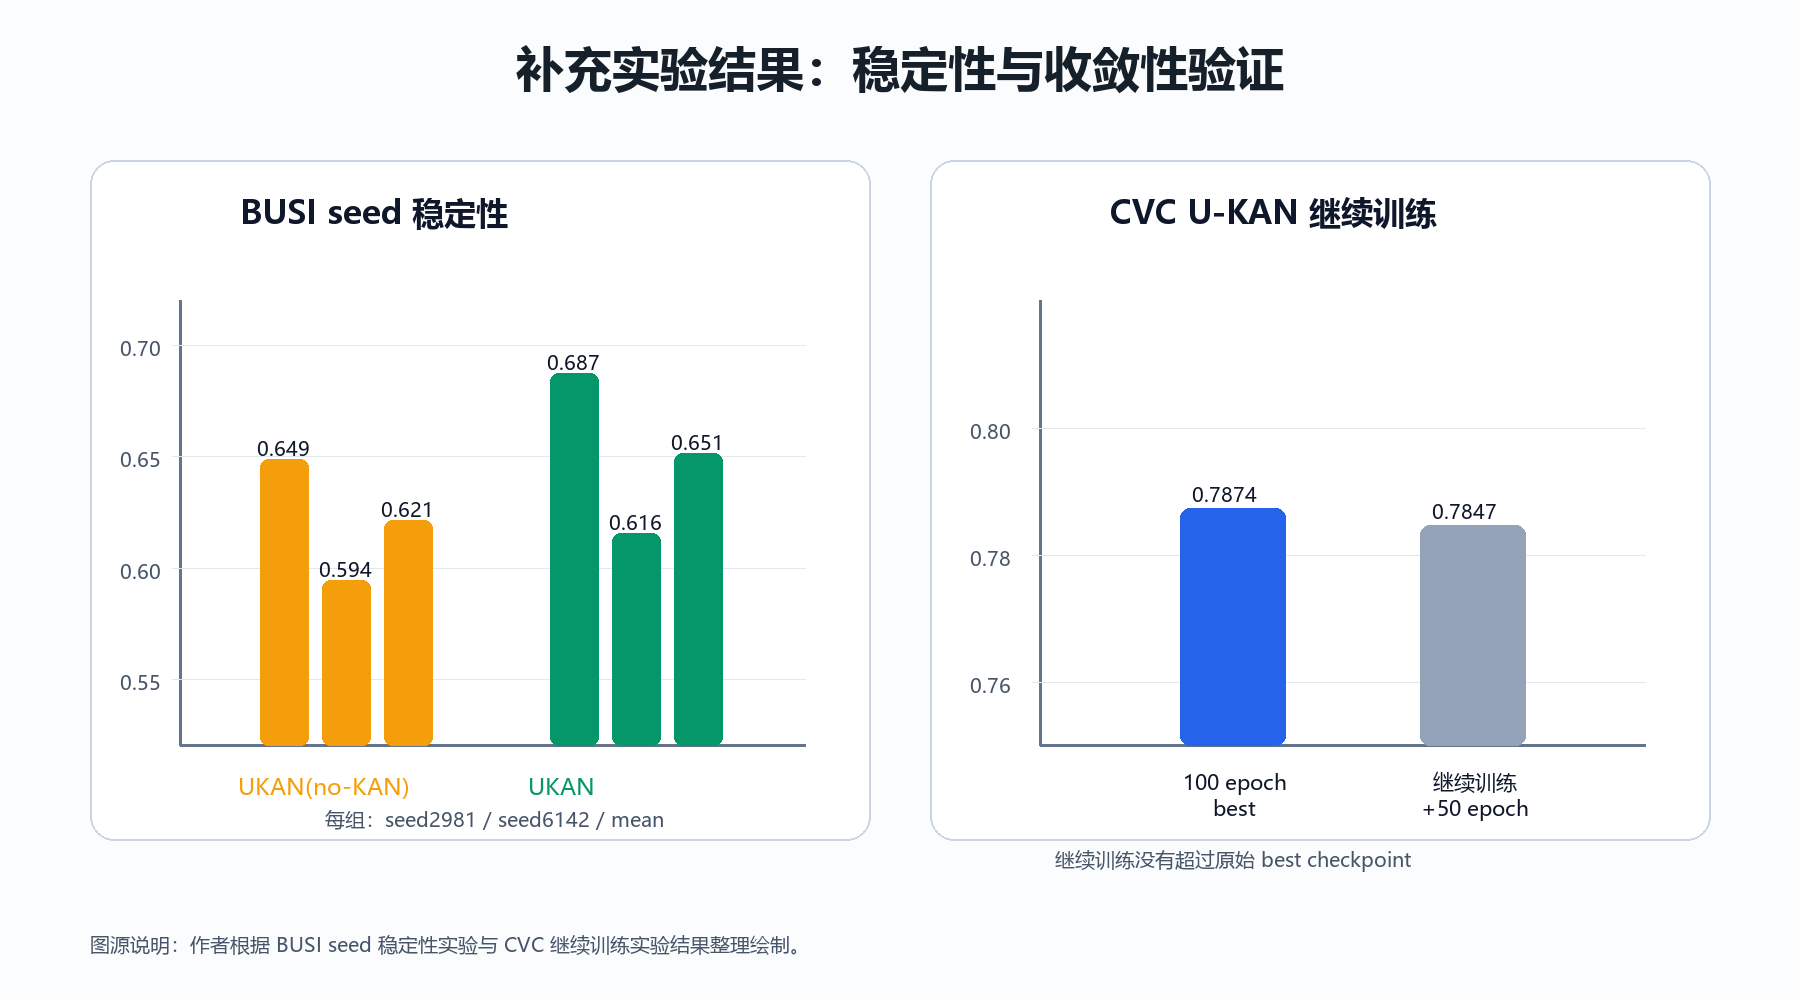 补充实验结果：稳定性与收敛性验证
BUSI seed 稳定性
0.70
0.65
0.60
0.55
0.649
0.594
0.621
0.687
0.616
0.651
UKAN(no-KAN)
UKAN
每组：seed2981 / seed6142 / mean
CVC U-KAN 继续训练
0.80
0.78
0.76
0.7874
0.7847
100 epoch
best
继续训练
+50 epoch
继续训练没有超过原始 best checkpoint
图源说明：作者根据 BUSI seed 稳定性实验与 CVC 继续训练实验结果整理绘制。